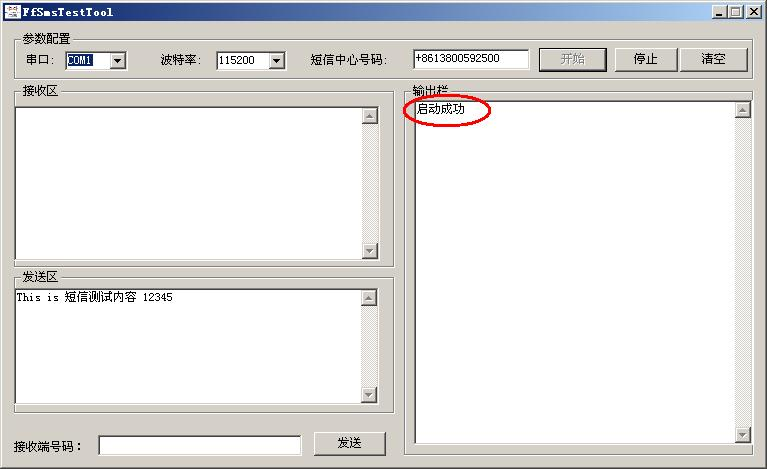 FfSmsTestTool
参数配置
串口: COM1 波特率: 115200 短信中心号码: +8613800592500 开始 停止 清空
接收区
输出栏
启动成功
发送区
This is 短信测试内容 12345
接收端号码： 发送